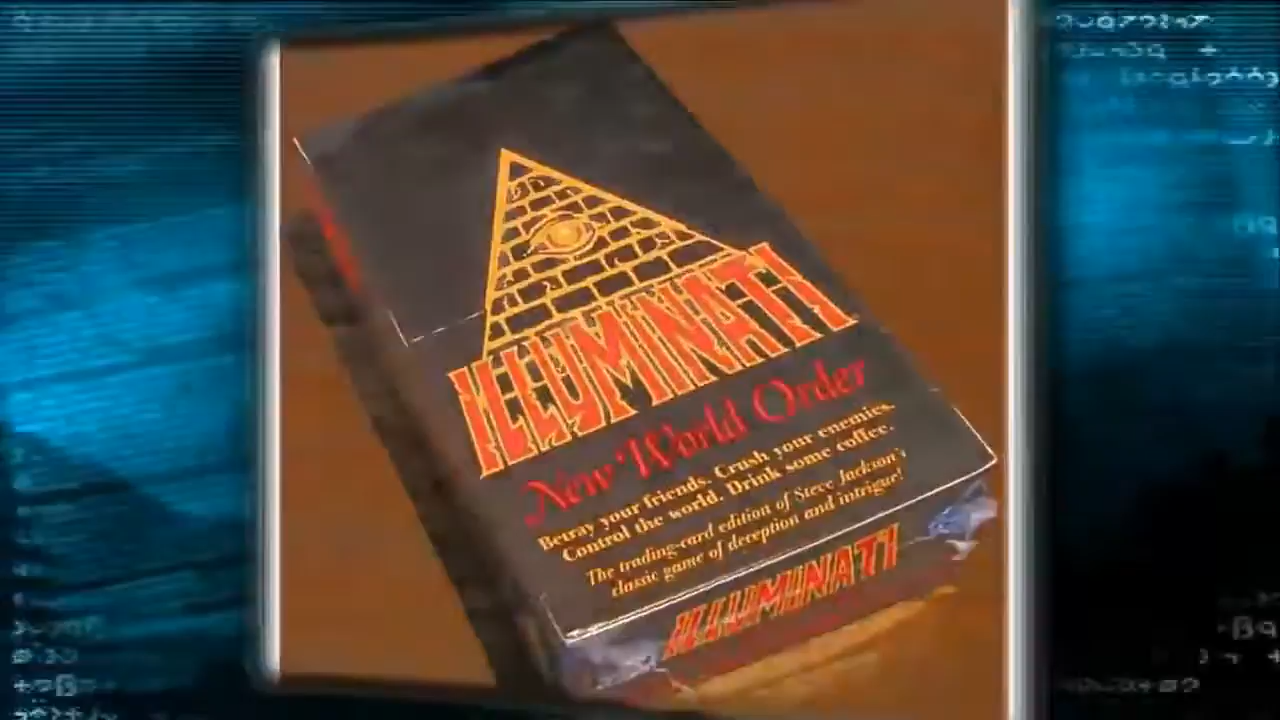 ILLUMINATI
New World Order
Betray your friends. Crush your enemies.
Control the world. Drink some coffee.
The trading-card edition of Steve Jackson's
classic game of deception and intrigue!
ILLUMINATI